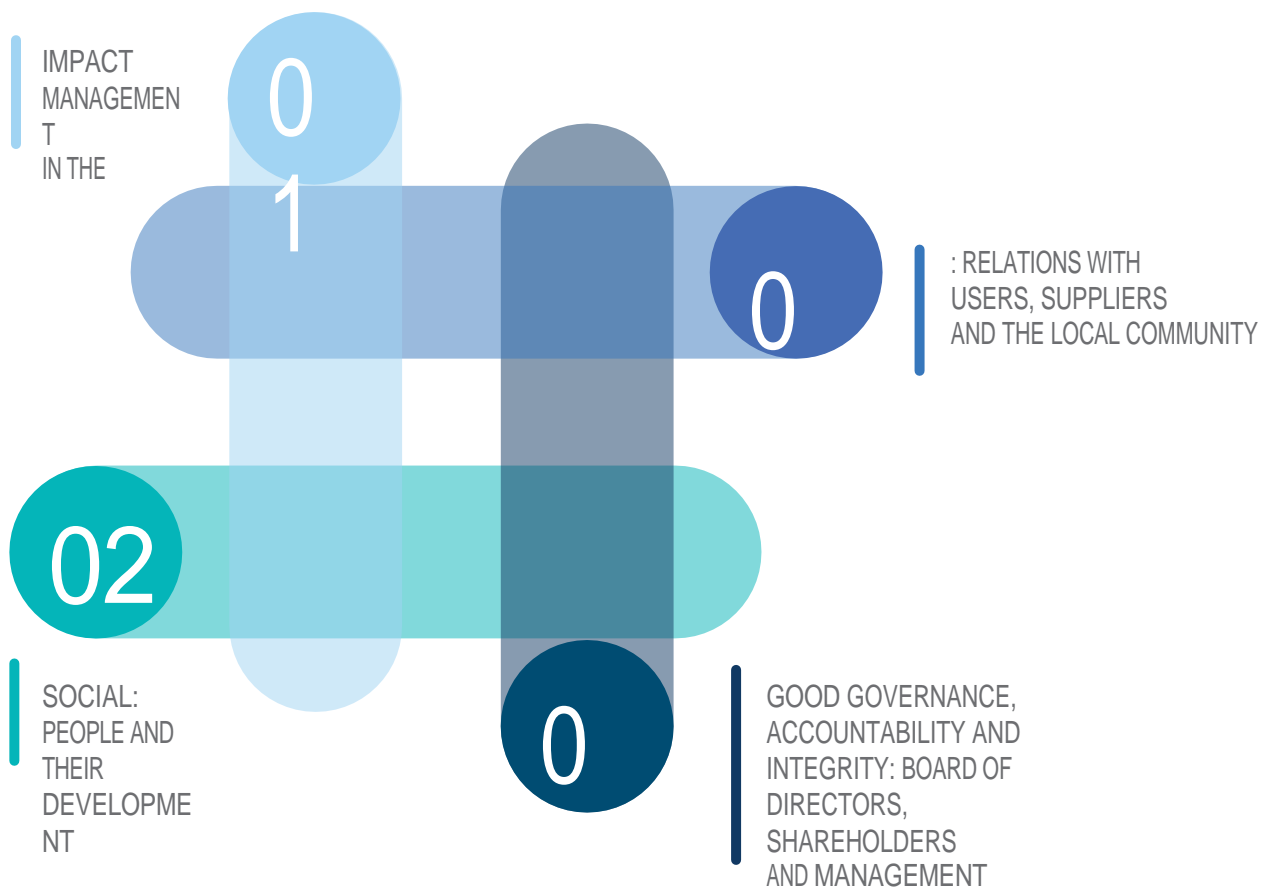 IMPACT
MANAGEMEN
T
IN THE
0
1
0
: RELATIONS WITH
USERS, SUPPLIERS
AND THE LOCAL COMMUNITY
02
SOCIAL:
PEOPLE AND
THEIR
DEVELOPME
NT
0
GOOD GOVERNANCE,
ACCOUNTABILITY AND
INTEGRITY: BOARD OF
DIRECTORS,
SHAREHOLDERS
AND MANAGEMENT